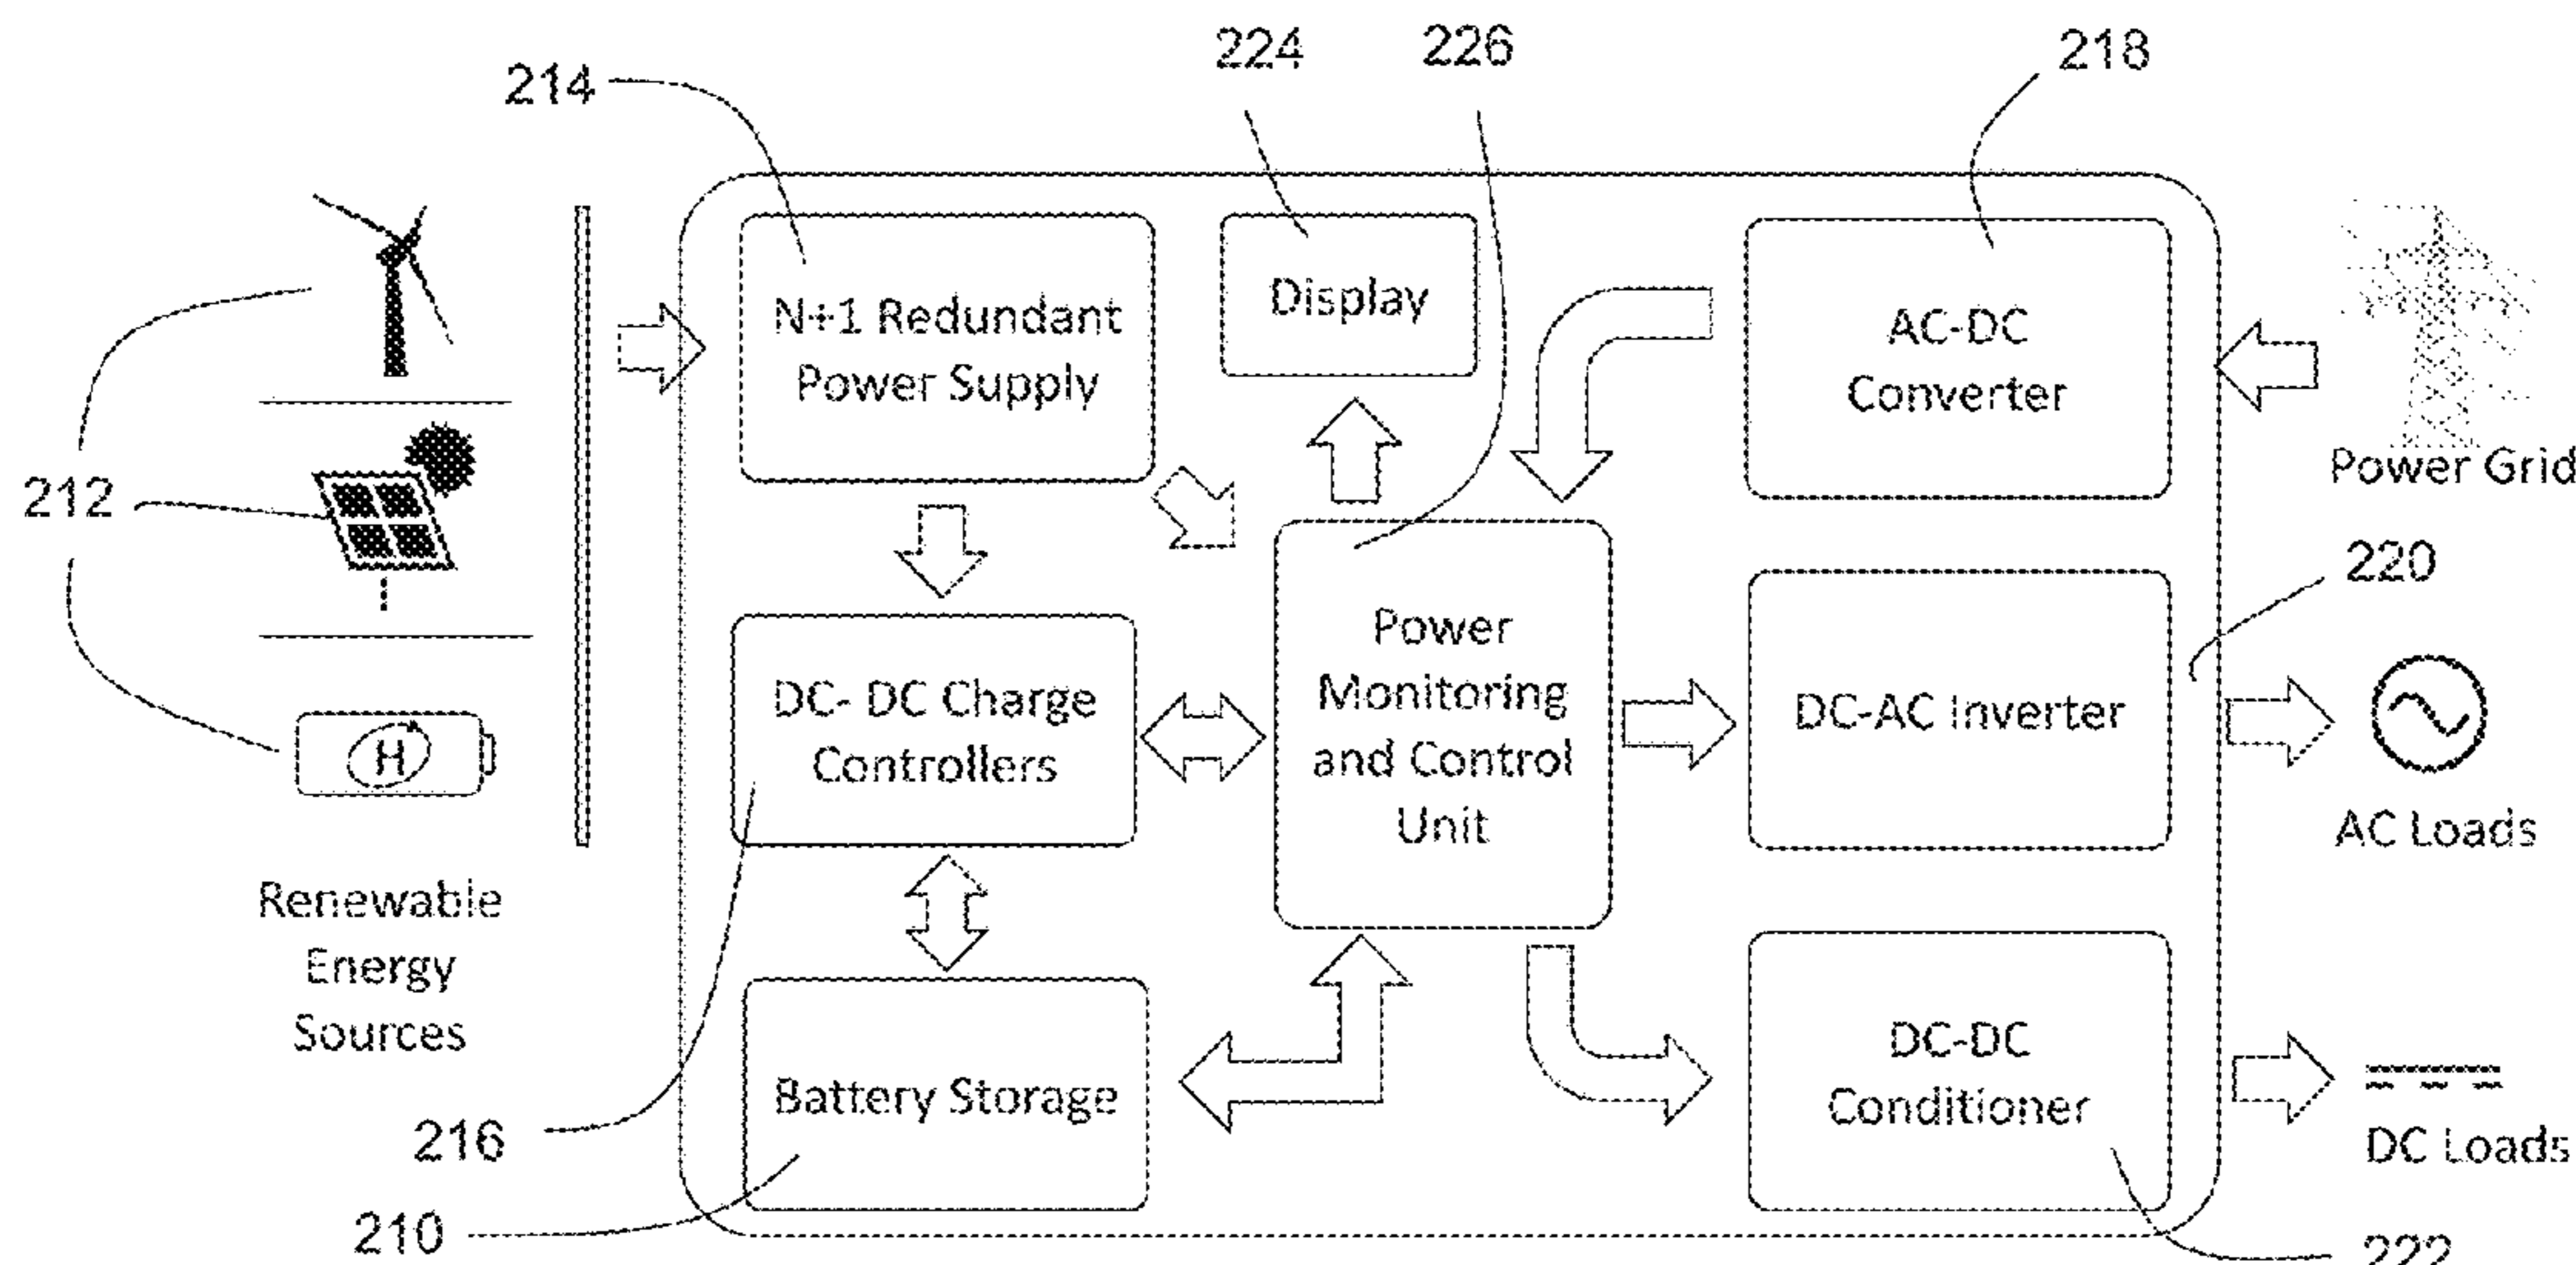 224
226
218
214
N+1 Redundant
Power Supply
Display
AC-DC
Converter
Power Grid
212
220
DC- DC Charge
Controllers
Power
Monitoring
and Control
Unit
DC-AC Inverter
H
AC Loads
Renewable
Energy
Sources
Battery Storage
DC-DC
Conditioner
216
DC Loads
210
222